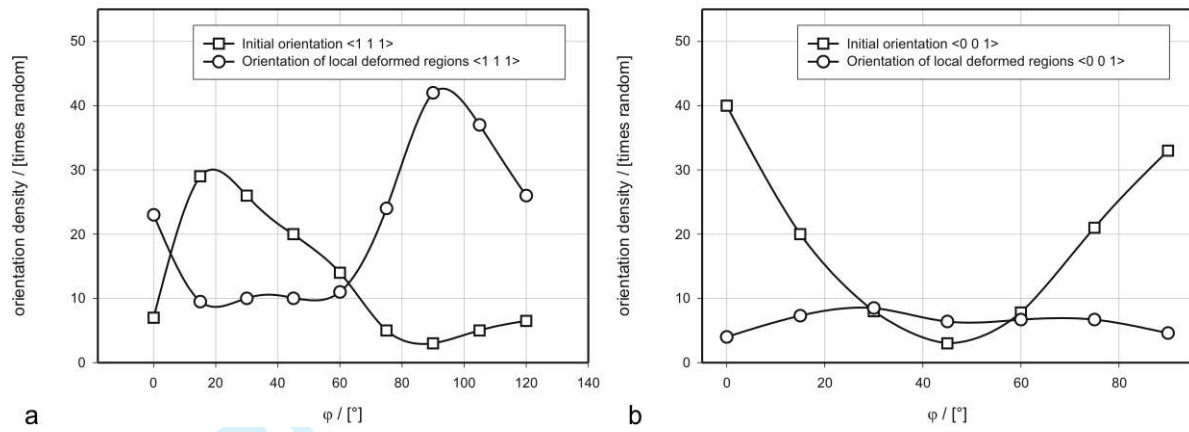 50
40
30
20
10
0
orientation density / [times random]
Initial orientation <1 1 1>
Orientation of local deformed regions <1 1 1>
0 20 40 60 80 100 120 140
φ / [°]
a
50
40
30
20
10
0
orientation density / [times random]
Initial orientation <0 0 1>
Orientation of local deformed regions <0 0 1>
0 20 40 60 80
φ / [°]
b